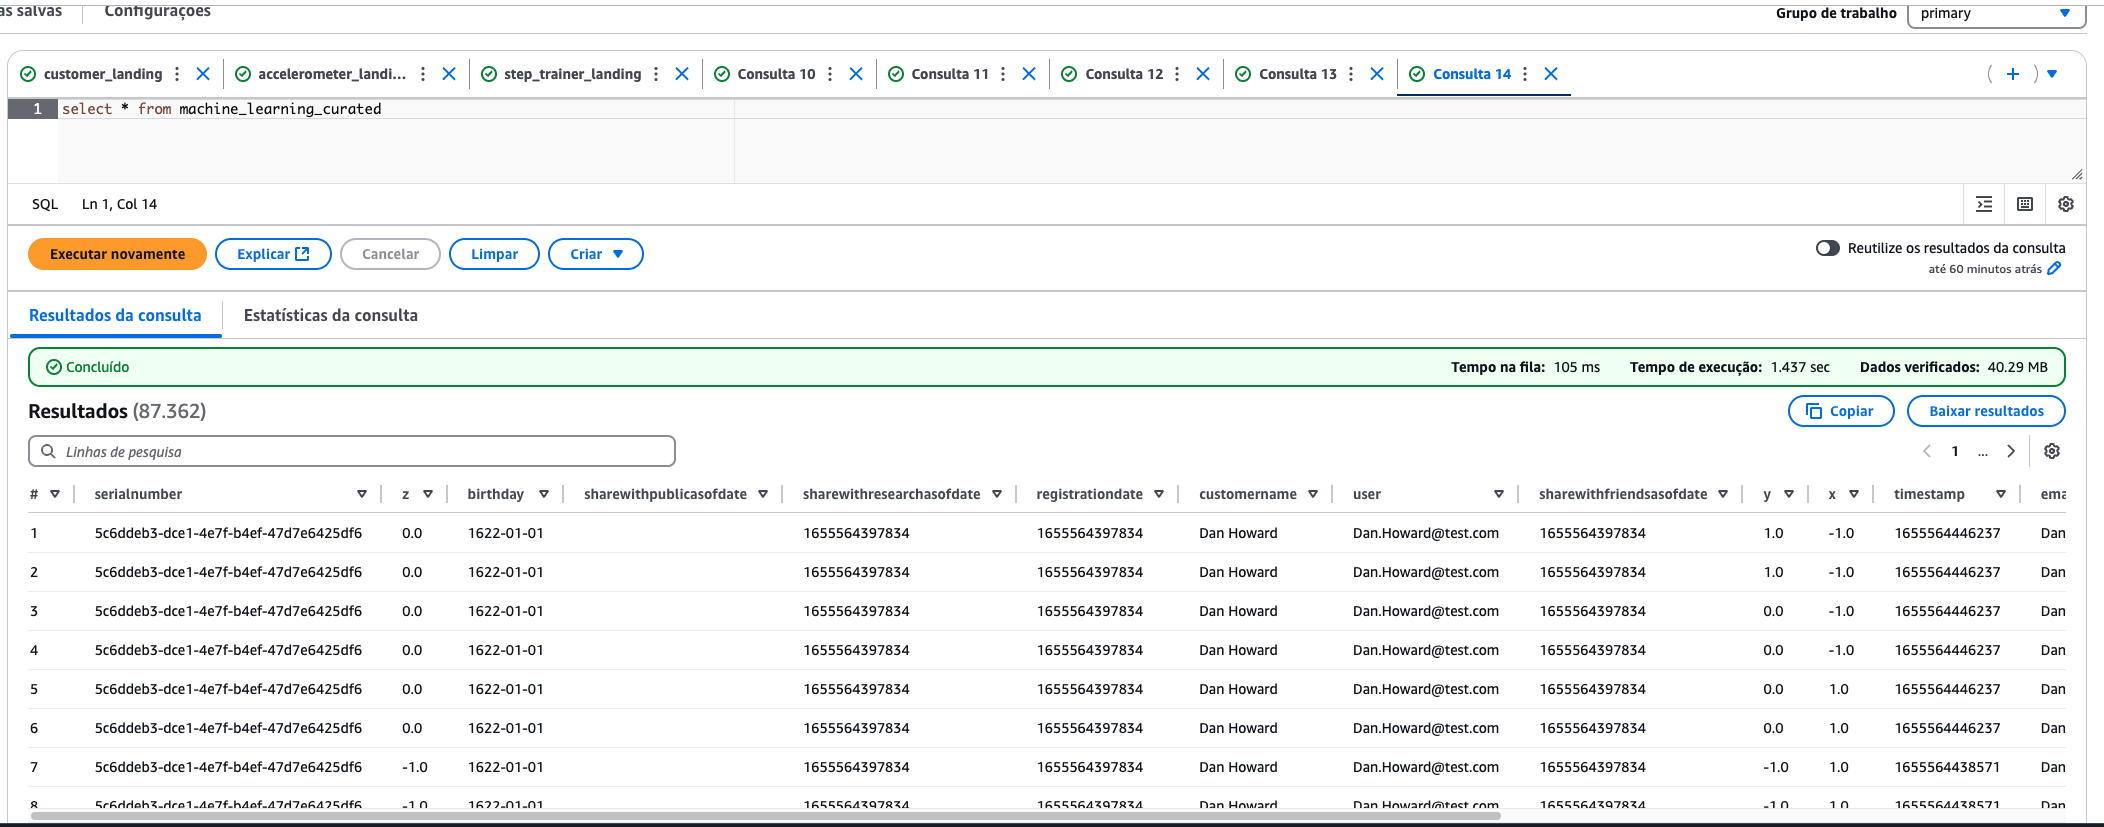 as salvas Configurações Grupo de trabalho primary
customer_landing accelerometer_landi... step_trainer_landing Consulta 10 Consulta 11 Consulta 12 Consulta 13 Consulta 14
1 select * from machine_learning_curated
SQL Ln 1, Col 14
Executar novamente Explicar Cancelar Limpar Criar Reutilize os resultados da consulta
até 60 minutos atrás
Resultados da consulta Estatísticas da consulta
Concluído Tempo na fila: 105 ms Tempo de execução: 1.437 sec Dados verificados: 40.29 MB
Resultados (87.362) Copiar Baixar resultados
Linhas de pesquisa 1 ...
# serialnumber z birthday sharewithpublicasofdate sharewithresearchasofdate registrationdate customername user sharewithfriendsasofdate y x timestamp ema
1 5c6ddeb3-dce1-4e7f-b4ef-47d7e6425df6 0.0 1622-01-01 1655564397834 1655564397834 Dan Howard Dan.Howard@test.com 1655564397834 1.0 -1.0 1655564446237 Dan
2 5c6ddeb3-dce1-4e7f-b4ef-47d7e6425df6 0.0 1622-01-01 1655564397834 1655564397834 Dan Howard Dan.Howard@test.com 1655564397834 1.0 -1.0 1655564446237 Dan
3 5c6ddeb3-dce1-4e7f-b4ef-47d7e6425df6 0.0 1622-01-01 1655564397834 1655564397834 Dan Howard Dan.Howard@test.com 1655564397834 0.0 -1.0 1655564446237 Dan
4 5c6ddeb3-dce1-4e7f-b4ef-47d7e6425df6 0.0 1622-01-01 1655564397834 1655564397834 Dan Howard Dan.Howard@test.com 1655564397834 0.0 -1.0 1655564446237 Dan
5 5c6ddeb3-dce1-4e7f-b4ef-47d7e6425df6 0.0 1622-01-01 1655564397834 1655564397834 Dan Howard Dan.Howard@test.com 1655564397834 0.0 1.0 1655564446237 Dan
6 5c6ddeb3-dce1-4e7f-b4ef-47d7e6425df6 0.0 1622-01-01 1655564397834 1655564397834 Dan Howard Dan.Howard@test.com 1655564397834 0.0 1.0 1655564446237 Dan
7 5c6ddeb3-dce1-4e7f-b4ef-47d7e6425df6 -1.0 1622-01-01 1655564397834 1655564397834 Dan Howard Dan.Howard@test.com 1655564397834 -1.0 1.0 1655564438571 Dan
8 5c6ddeb3-dce1-4e7f-b4ef-47d7e6425df6 -1.0 1622-01-01 1655564397834 1655564397834 Dan Howard Dan.Howard@test.com 1655564397834 -1.0 1.0 1655564438571 Dan